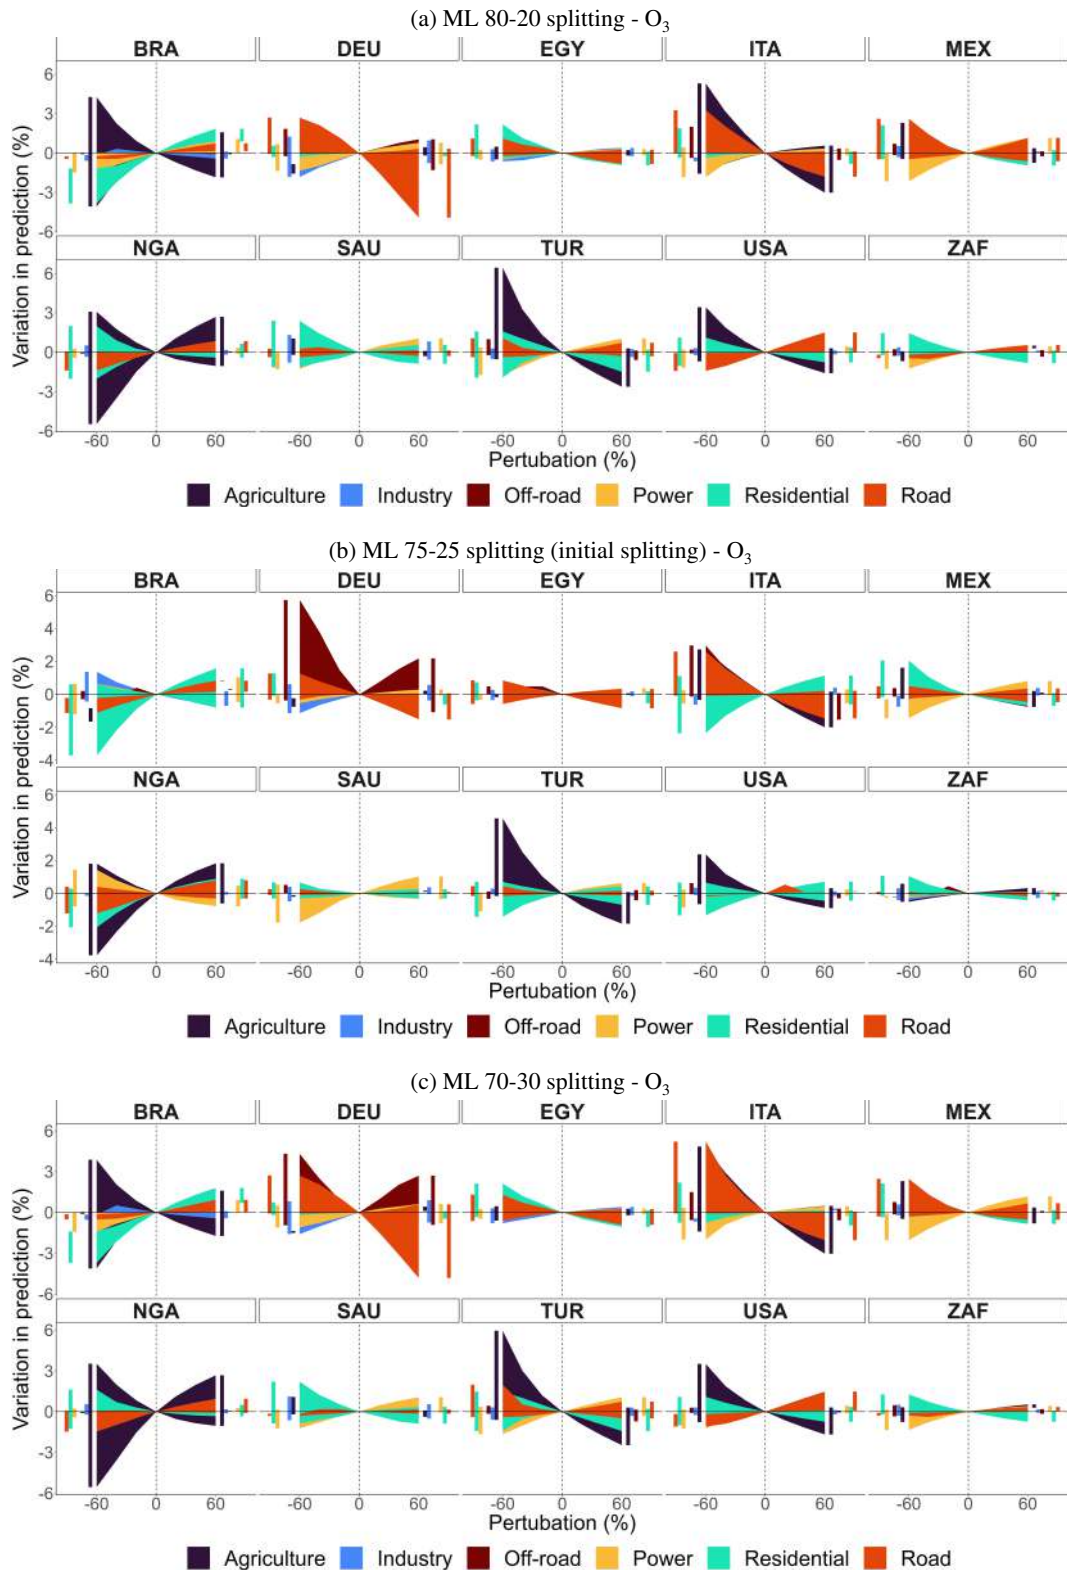 (a) ML 80-20 splitting - O₃
BRA DEU EGY ITA MEX
6
3
0
-3
-6
NGA SAU TUR USA ZAF
6
3
0
-3
-6
Variation in prediction (%)
-60 0 60 -60 0 60 -60 0 60 -60 0 60 -60 0 60
Pertubation (%)
Agriculture Industry Off-road Power Residential Road
(b) ML 75-25 splitting (initial splitting) - O₃
BRA DEU EGY ITA MEX
6
4
2
0
-2
-4
NGA SAU TUR USA ZAF
6
4
2
0
-2
-4
Variation in prediction (%)
-60 0 60 -60 0 60 -60 0 60 -60 0 60 -60 0 60
Pertubation (%)
Agriculture Industry Off-road Power Residential Road
(c) ML 70-30 splitting - O₃
BRA DEU EGY ITA MEX
6
3
0
-3
-6
NGA SAU TUR USA ZAF
6
3
0
-3
-6
Variation in prediction (%)
-60 0 60 -60 0 60 -60 0 60 -60 0 60 -60 0 60
Pertubation (%)
Agriculture Industry Off-road Power Residential Road